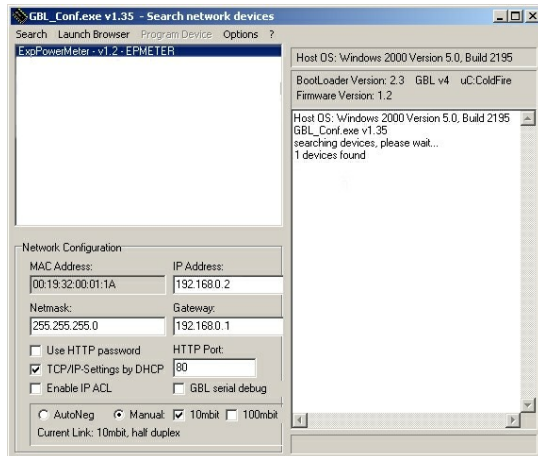 GBL_Conf.exe v1.35 - Search network devices
Search Launch Browser Program Device Options ?
ExpPowerMeter - v1.2 - EPMETER
Host OS: Windows 2000 Version 5.0, Build 2195
BootLoader Version: 2.3 GBL v4 uC:ColdFire
Firmware Version: 1.2
Host OS: Windows 2000 Version 5.0, Build 2195
GBL_Conf.exe v1.35
searching devices, please wait...
1 devices found
Network Configuration
MAC Address: IP Address:
00:19:32:00:01:1A 192.168.0.2
Netmask: Gateway:
255.255.255.0 192.168.0.1
Use HTTP password HTTP Port:
TCP/IP-Settings by DHCP 80
Enable IP ACL GBL serial debug
AutoNeg Manual: 10mbit 100mbit
Current Link: 10mbit, half duplex